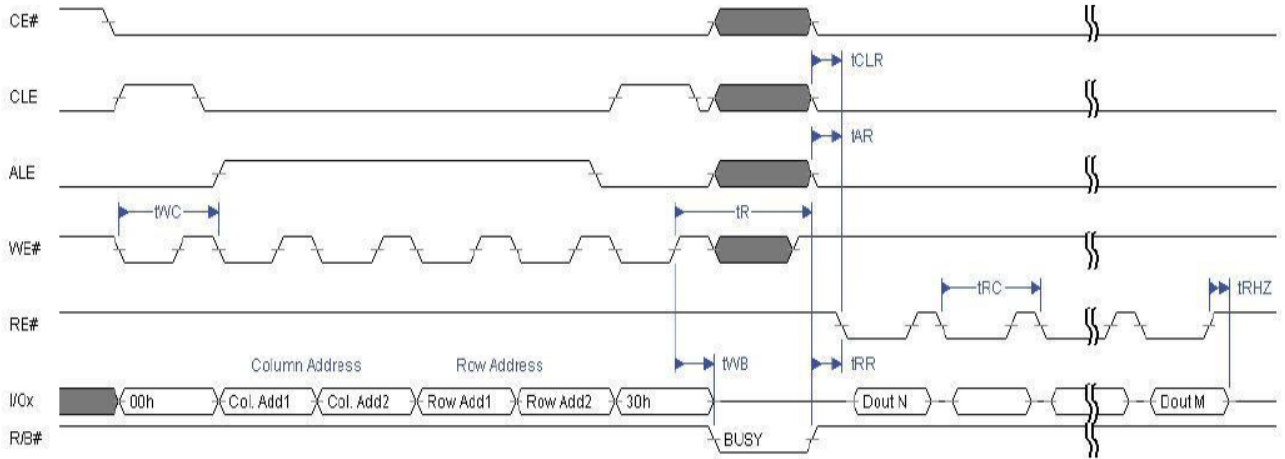 CE#
tCLR
CLE
tAR
ALE
tWC
tR
WE#
tRC
tRHZ
RE#
Column Address
Row Address
tWB
tRR
I/Ox
00h
Col. Add1
Col. Add2
Row Add1
Row Add2
30h
Dout N
Dout M
R/B#
BUSY